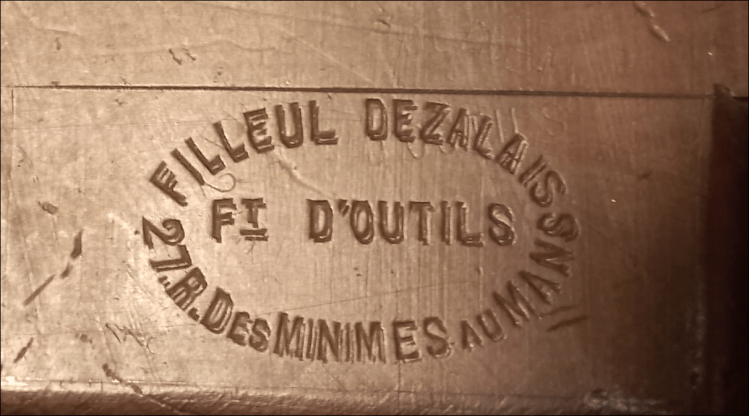 FILLEUL DEZALAIS
FT D'OUTILS
27.R.DES MINIMES AU MANS